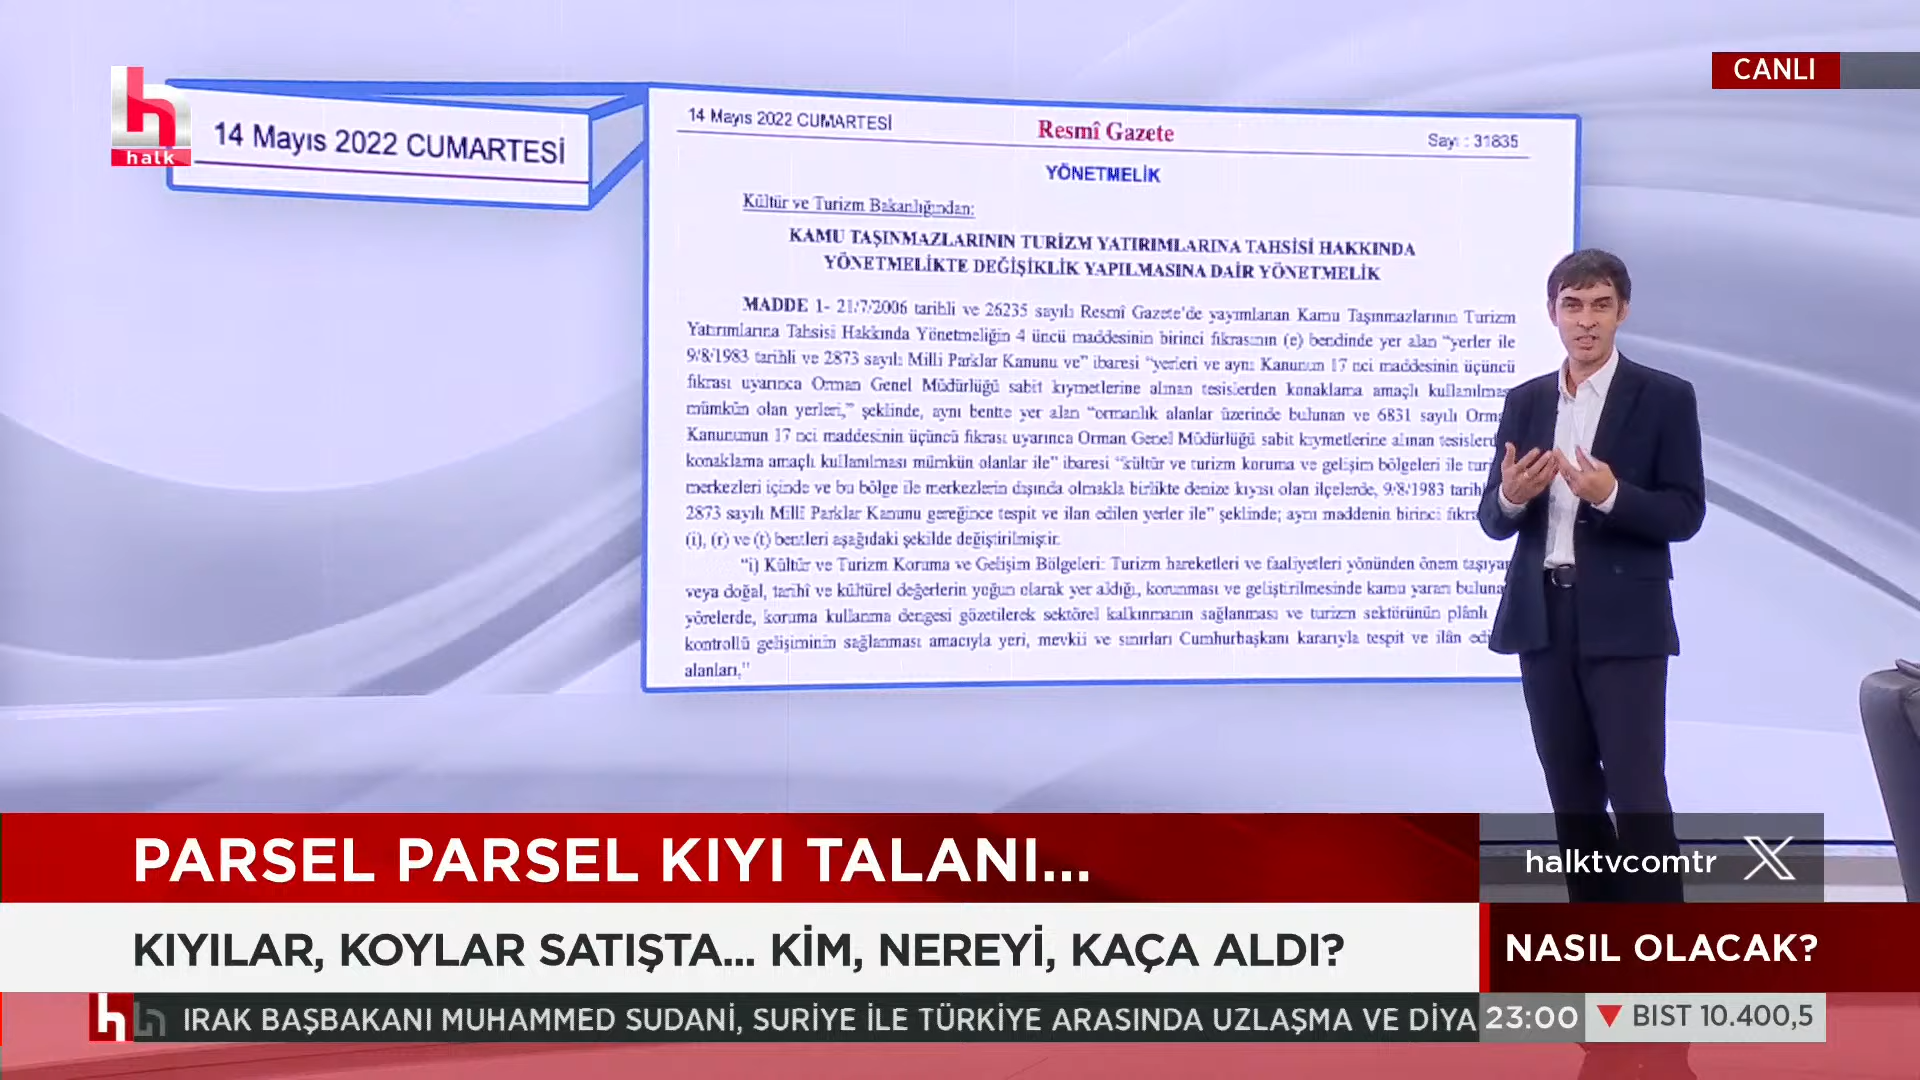 CANLI
h
halk
14 Mayıs 2022 CUMARTESİ
14 Mayıs 2022 CUMARTESİ
Resmî Gazete
Sayı : 31835
YÖNETMELİK
Kültür ve Turizm Bakanlığından:
KAMU TAŞINMAZLARININ TURİZM YATIRIMLARINA TAHSİSİ HAKKINDA
YÖNETMELİKTE DEĞİŞİKLİK YAPILMASINA DAİR YÖNETMELİK
MADDE 1- 21/7/2006 tarihli ve 26235 sayılı Resmî Gazete'de yayımlanan Kamu Taşınmazlarının Turizm
Yatırımlarına Tahsisi Hakkında Yönetmeliğin 4 üncü maddesinin birinci fıkrasının (e) bendinde yer alan "yerler ile
9/8/1983 tarihli ve 2873 sayılı Milli Parklar Kanunu ve" ibaresi "yerleri ve aynı Kanunun 17 nci maddesinin üçüncü
fıkrası uyarınca Orman Genel Müdürlüğü sabit kıymetlerine alınan tesislerden konaklama amaçlı kullanılmas
mümkün olan yerleri," şeklinde, aynı bentte yer alan "ormanlık alanlar üzerinde bulunan ve 6831 sayılı Orm
Kanununun 17 nci maddesinin üçüncü fıkrası uyarınca Orman Genel Müdürlüğü sabit kıymetlerine alınan tesislerd
konaklama amaçlı kullanılması mümkün olanlar ile" ibaresi "kültür ve turizm koruma ve gelişim bölgeleri ile turi
merkezleri içinde ve bu bölge ile merkezlerin dışında olmakla birlikte denize kıyısı olan ilçelerde, 9/8/1983 tarih
2873 sayılı Millî Parklar Kanunu gereğince tespit ve ilan edilen yerler ile" şeklinde; aynı maddenin birinci fıkra
(i), (r) ve (t) bentleri aşağıdaki şekilde değiştirilmiştir.
"i) Kültür ve Turizm Koruma ve Gelişim Bölgeleri: Turizm hareketleri ve faaliyetleri yönünden önem taşıya
veya doğal, tarihî ve kültürel değerlerin yoğun olarak yer aldığı, korunması ve geliştirilmesinde kamu yararı buluna
yörelerde, koruma kullanma dengesi gözetilerek sektörel kalkınmanın sağlanması ve turizm sektörünün plânlı
kontrollü gelişiminin sağlanması amacıyla yeri, mevkii ve sınırları Cumhurbaşkanı kararıyla tespit ve ilân edi
alanları,"
PARSEL PARSEL KIYI TALANI...
halktvcomtr X
KIYILAR, KOYLAR SATIŞTA... KİM, NEREYİ, KAÇA ALDI?
NASIL OLACAK?
h h IRAK BAŞBAKANI MUHAMMED SUDANİ, SURİYE İLE TÜRKİYE ARASINDA UZLAŞMA VE DİYA
23:00
BIST 10.400,5